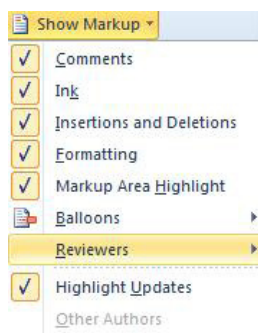 Show Markup
Comments
Ink
Insertions and Deletions
Formatting
Markup Area Highlight
Balloons
Reviewers
Highlight Updates
Other Authors